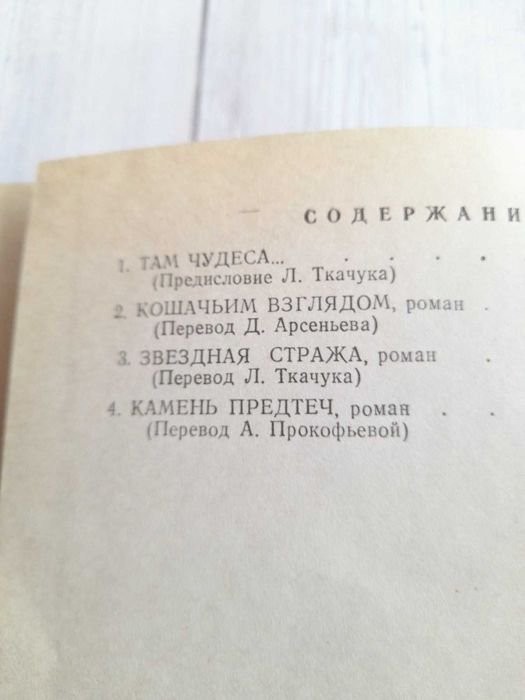 СОДЕРЖАНИ
1. ТАМ ЧУДЕСА... . . . .
(Предисловие Л. Ткачука)
2. КОШАЧЬИМ ВЗГЛЯДОМ, роман .
(Перевод Д. Арсеньева)
3. ЗВЕЗДНАЯ СТРАЖА, роман .
(Перевод Л. Ткачука)
4. КАМЕНЬ ПРЕДТЕЧ, роман . .
(Перевод А. Прокофьевой)